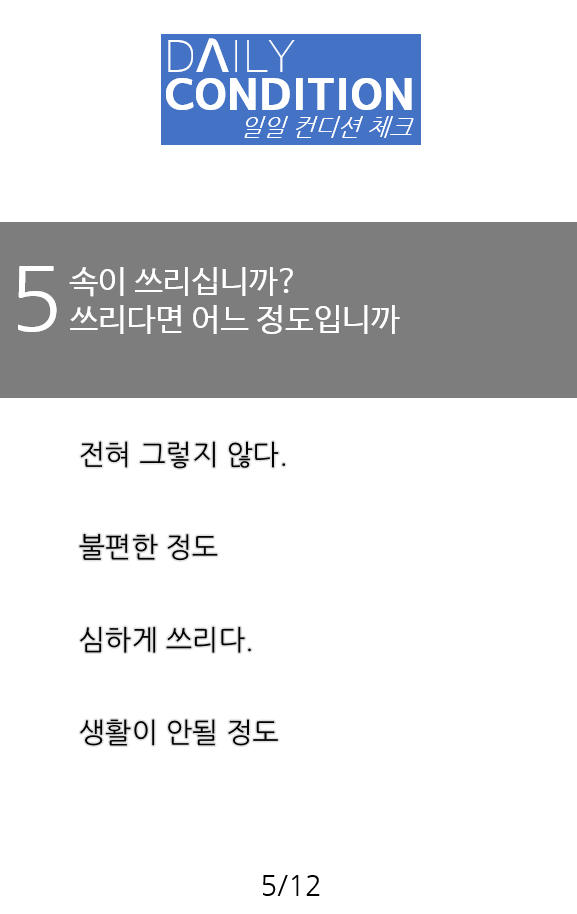 DAILY
CONDITION
일일 컨디션 체크
5 속이 쓰리십니까?
쓰리다면 어느 정도입니까
전혀 그렇지 않다.
불편한 정도
심하게 쓰리다.
생활이 안될 정도
5/12